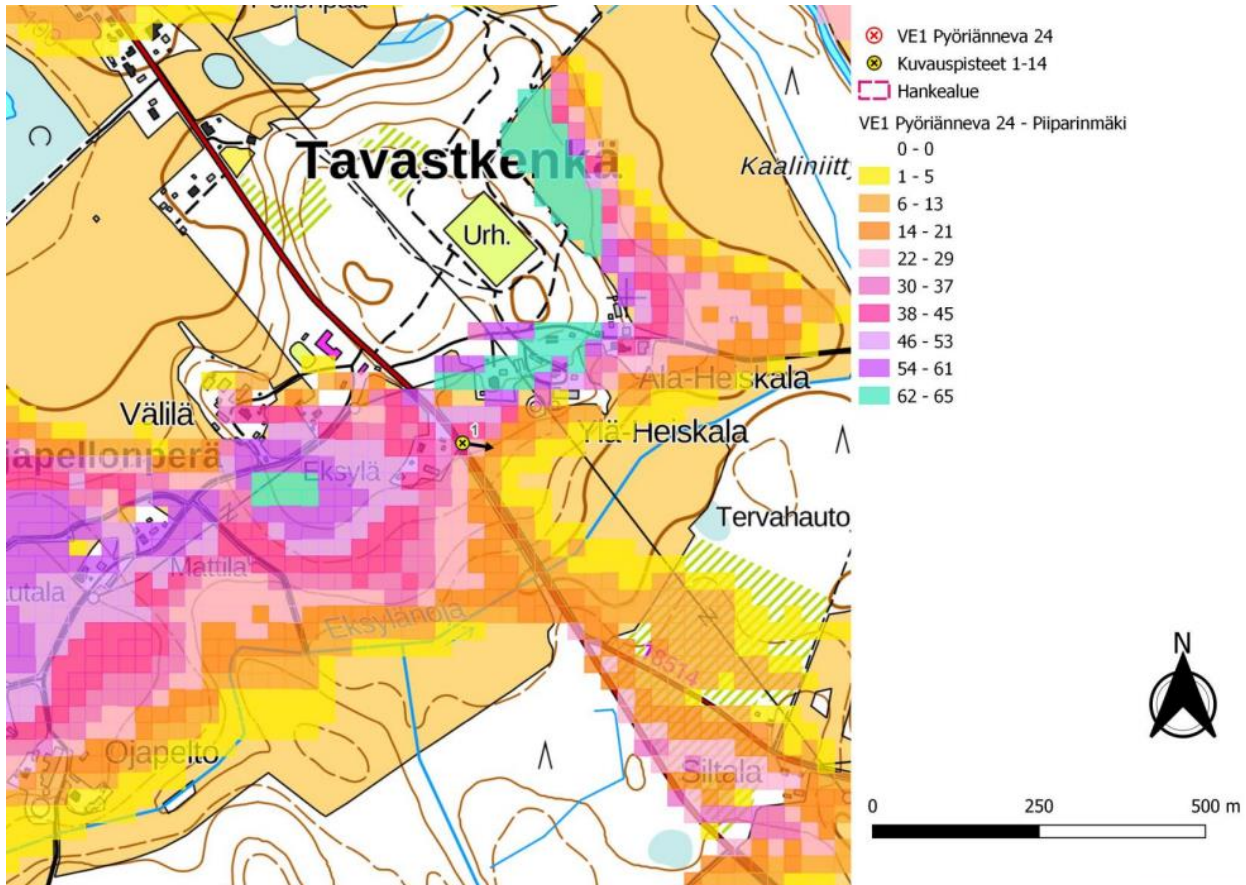 Tavastkenkä
Kaaliniitty
Urh.
Välilä
Ala-Heiskala
1
Ylä-Heiskala
Eksylä
Tervahauto
Mattila
Eksylänoja
18514
Siltala
Ojapelto
VE1 Pyöriänneva 24
Kuvauspisteet 1-14
Hankealue
VE1 Pyöriänneva 24 - Piiparinmäki
0 - 0
1 - 5
6 - 13
14 - 21
22 - 29
30 - 37
38 - 45
46 - 53
54 - 61
62 - 65
N
0 250 500 m